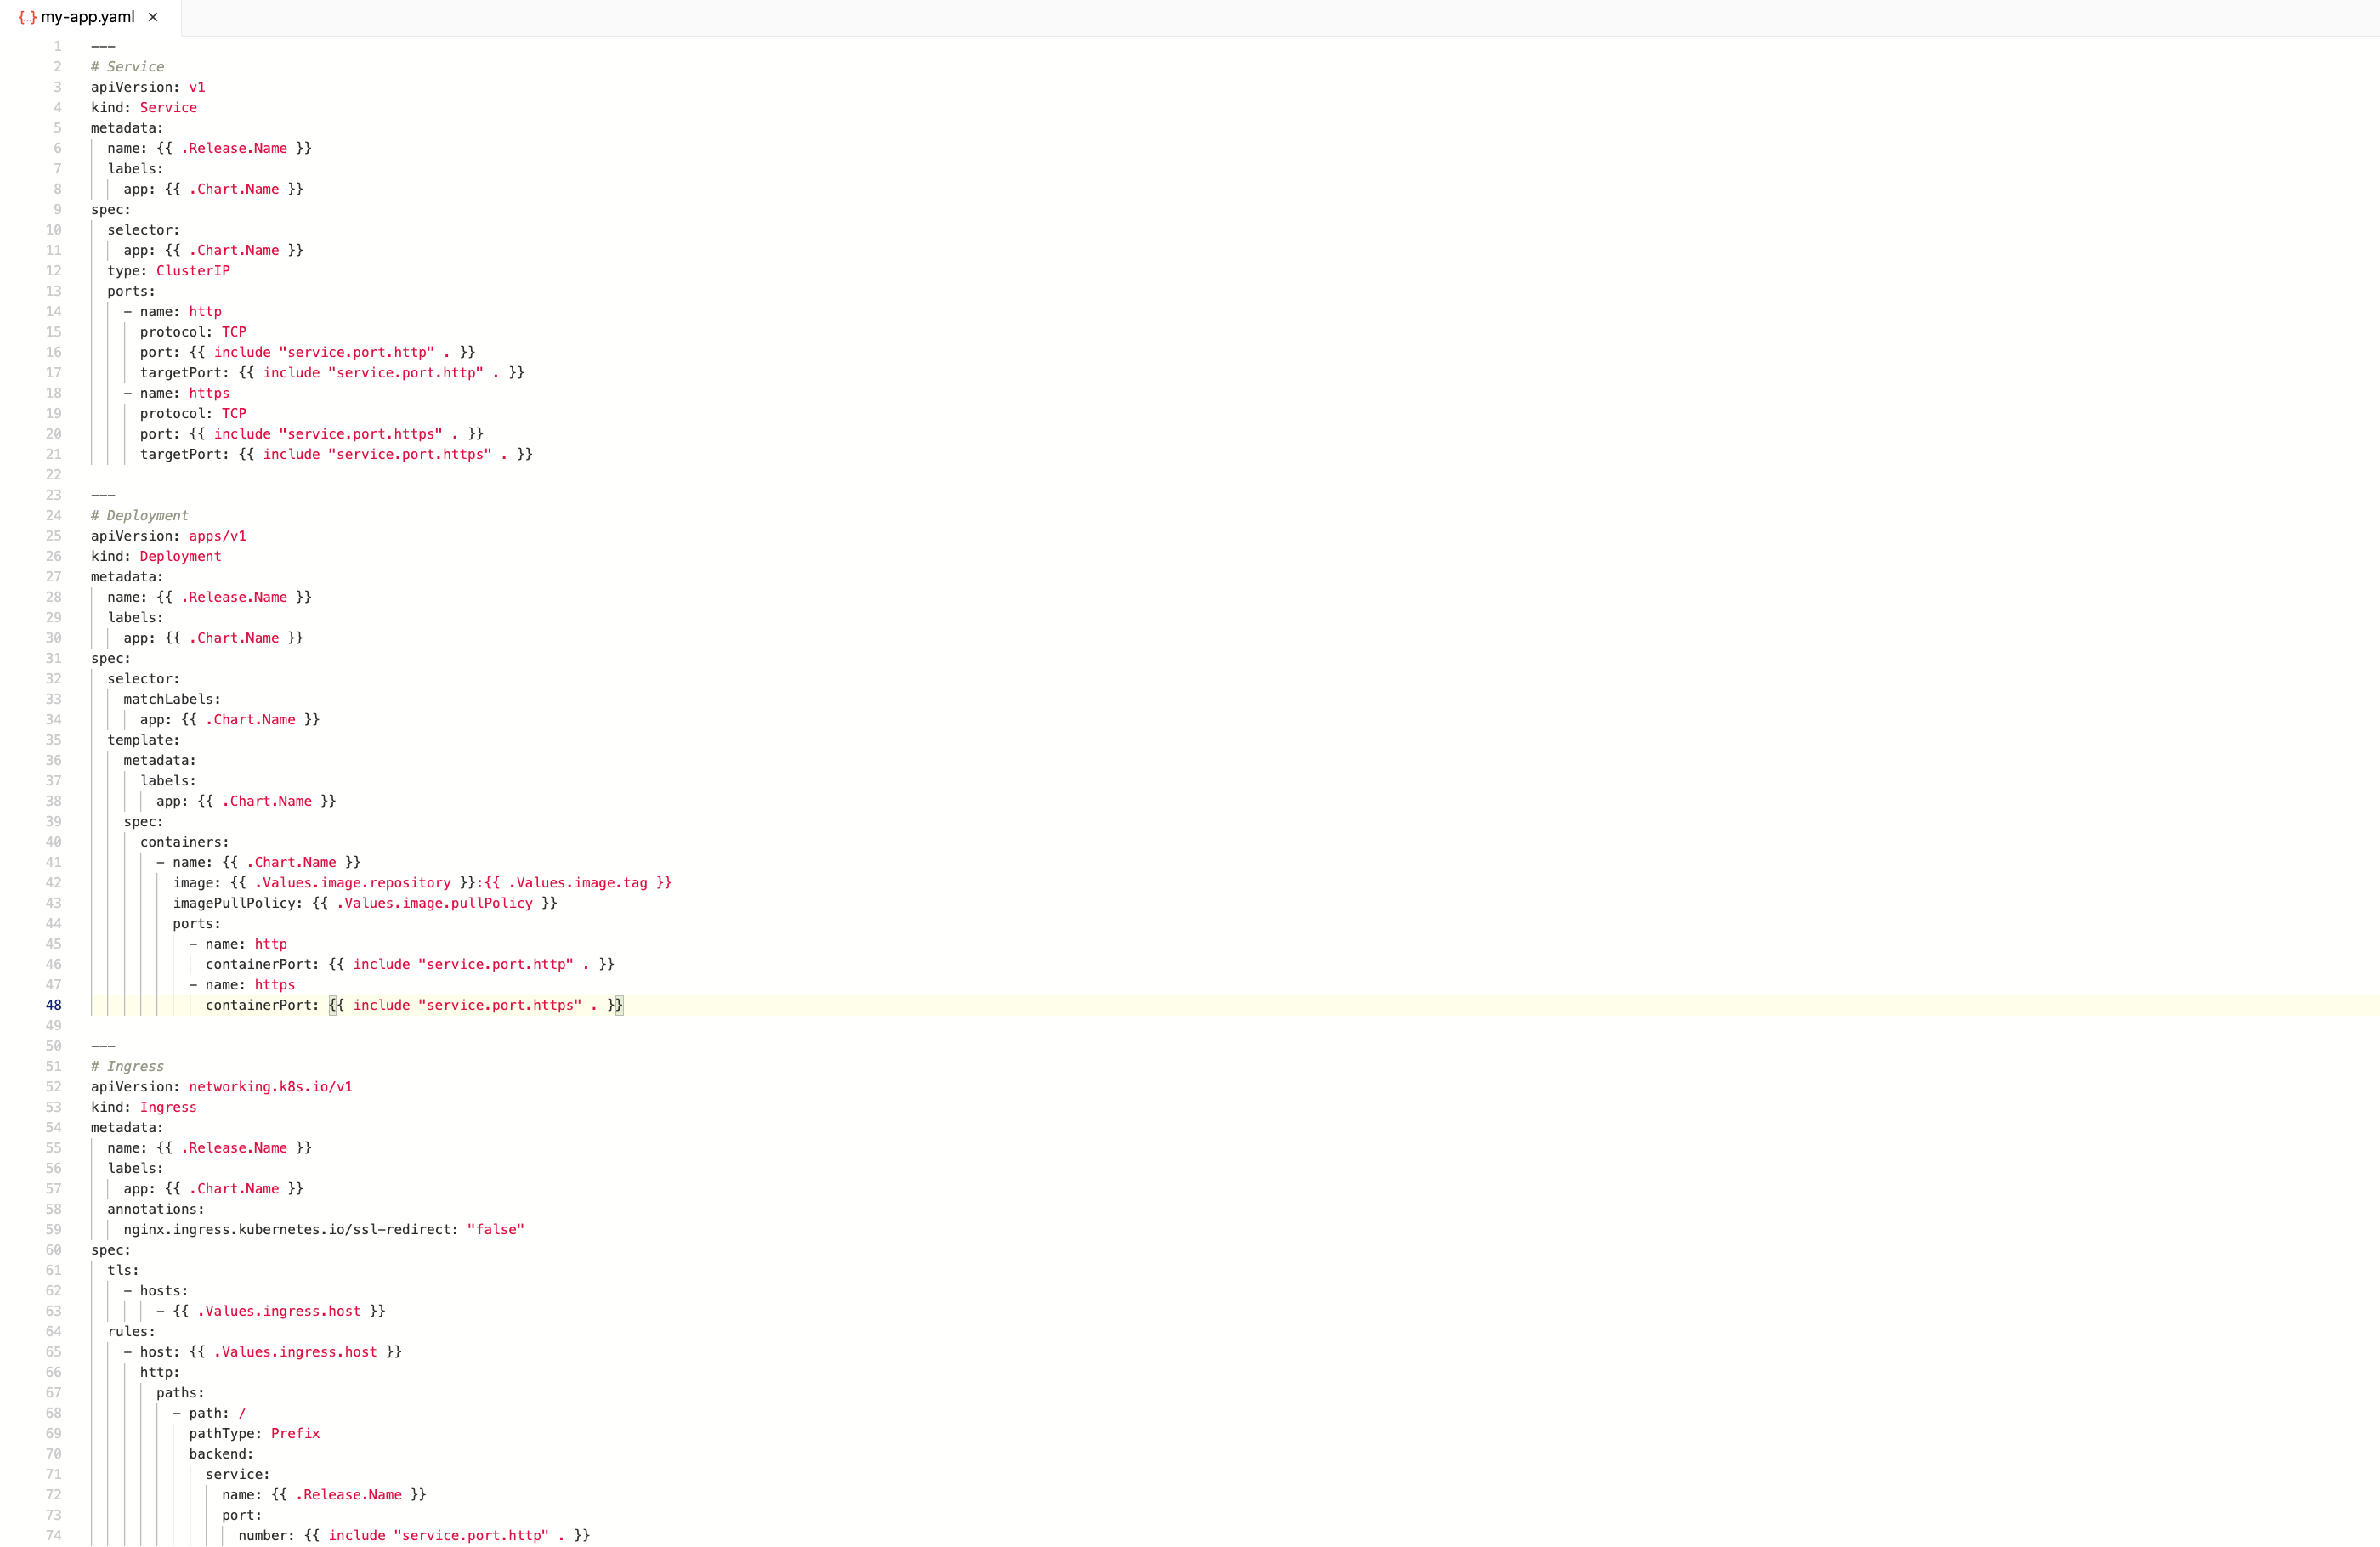 {..} my-app.yaml ×
1 ---
2 # Service
3 apiVersion: v1
4 kind: Service
5 metadata:
6   name: {{ .Release.Name }}
7   labels:
8     app: {{ .Chart.Name }}
9 spec:
10   selector:
11     app: {{ .Chart.Name }}
12   type: ClusterIP
13   ports:
14     - name: http
15       protocol: TCP
16       port: {{ include "service.port.http" . }}
17       targetPort: {{ include "service.port.http" . }}
18     - name: https
19       protocol: TCP
20       port: {{ include "service.port.https" . }}
21       targetPort: {{ include "service.port.https" . }}
22
23 ---
24 # Deployment
25 apiVersion: apps/v1
26 kind: Deployment
27 metadata:
28   name: {{ .Release.Name }}
29   labels:
30     app: {{ .Chart.Name }}
31 spec:
32   selector:
33     matchLabels:
34       app: {{ .Chart.Name }}
35   template:
36     metadata:
37       labels:
38         app: {{ .Chart.Name }}
39     spec:
40       containers:
41         - name: {{ .Chart.Name }}
42           image: {{ .Values.image.repository }}:{{ .Values.image.tag }}
43           imagePullPolicy: {{ .Values.image.pullPolicy }}
44           ports:
45             - name: http
46               containerPort: {{ include "service.port.http" . }}
47             - name: https
48               containerPort: {{ include "service.port.https" . }}
49
50 ---
51 # Ingress
52 apiVersion: networking.k8s.io/v1
53 kind: Ingress
54 metadata:
55   name: {{ .Release.Name }}
56   labels:
57     app: {{ .Chart.Name }}
58   annotations:
59     nginx.ingress.kubernetes.io/ssl-redirect: "false"
60 spec:
61   tls:
62     - hosts:
63         - {{ .Values.ingress.host }}
64   rules:
65     - host: {{ .Values.ingress.host }}
66       http:
67         paths:
68           - path: /
69             pathType: Prefix
70             backend:
71               service:
72                 name: {{ .Release.Name }}
73                 port:
74                   number: {{ include "service.port.http" . }}